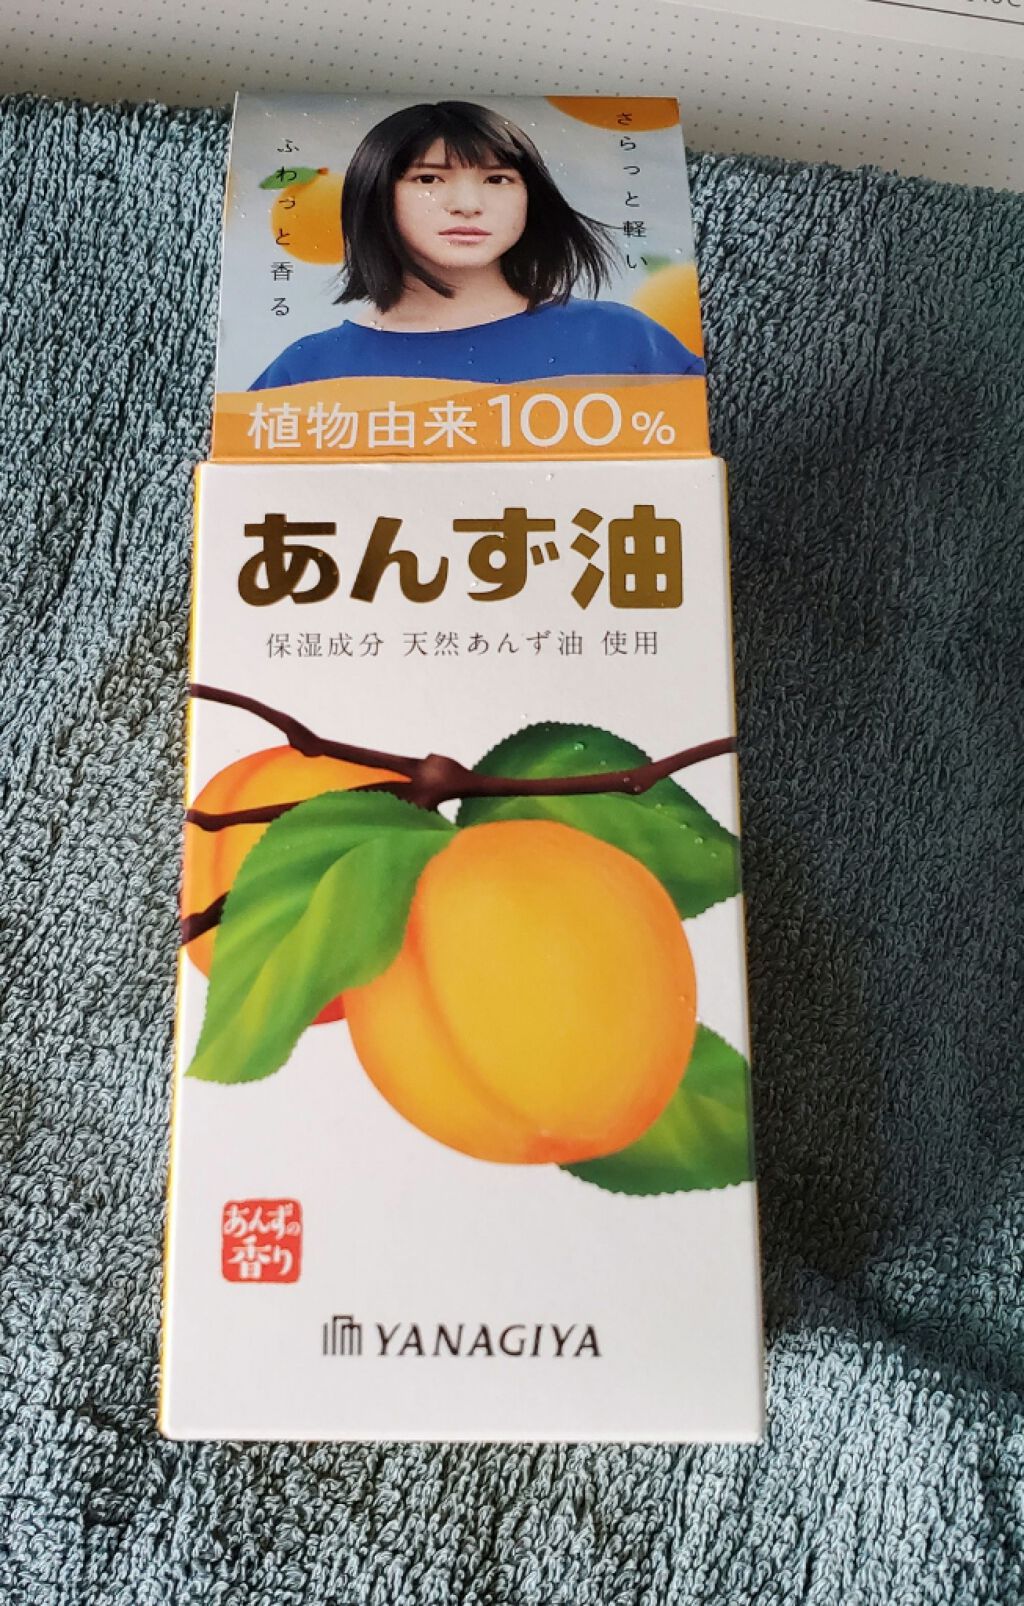 さらっと軽い
ふわっと香る
植物由来100%
あんず油
保湿成分 天然あんず油 使用
あんずの
香り
YANAGIYA